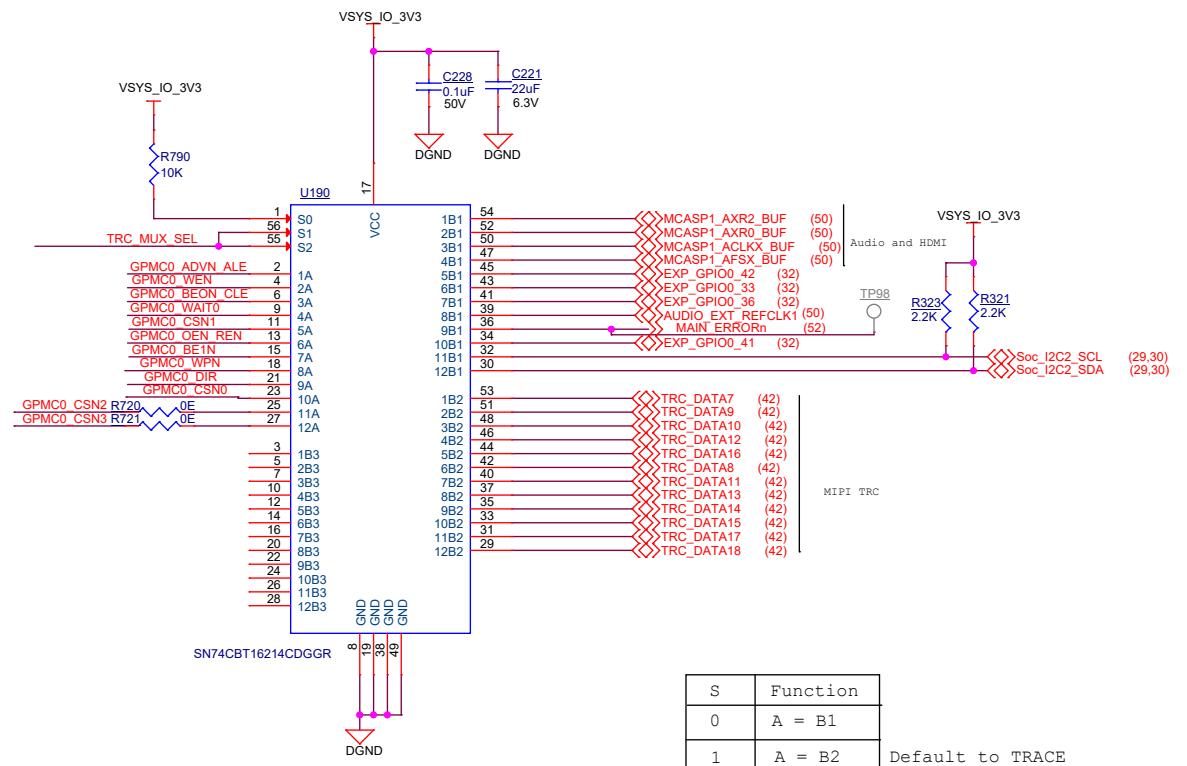 VSYS_IO_3V3
C228
0.1uF
50V
C221
22uF
6.3V
DGND
DGND
VSYS_IO_3V3
R790
10K
U190
17
VCC
1 S0
56 S1
55 S2
TRC_MUX_SEL
GPMC0_ADVN_ALE 2 1A
GPMC0_WEN 4 2A
GPMC0_BEON_CLE 6 3A
GPMC0_WAIT0 9 4A
GPMC0_CSN1 11 5A
GPMC0_OEN_REN 13 6A
GPMC0_BE1N 15 7A
GPMC0_WPN 18 8A
GPMC0_DIR 21 9A
GPMC0_CSN0 23 10A
GPMC0_CSN2 R720 0E 25 11A
GPMC0_CSN3 R721 0E 27 12A
3 1B3
5 2B3
7 3B3
10 4B3
12 5B3
14 6B3
16 7B3
20 8B3
22 9B3
24 10B3
26 11B3
28 12B3
1B1 54 MCASP1_AXR2_BUF (50)
2B1 52 MCASP1_AXR0_BUF (50)
3B1 50 MCASP1_ACLKX_BUF (50)
4B1 47 MCASP1_AFSX_BUF (50)
Audio and HDMI
5B1 45 EXP_GPIO0_42 (32)
6B1 43 EXP_GPIO0_33 (32)
7B1 41 EXP_GPIO0_36 (32)
8B1 39 AUDIO_EXT_REFCLK1 (50)
9B1 36 MAIN_ERRORn (52)
10B1 34 EXP_GPIO0_41 (32)
11B1 32 Soc_I2C2_SCL (29,30)
12B1 30 Soc_I2C2_SDA (29,30)
TP98
VSYS_IO_3V3
R323
2.2K
R321
2.2K
1B2 53 TRC_DATA7 (42)
2B2 51 TRC_DATA9 (42)
3B2 48 TRC_DATA10 (42)
4B2 46 TRC_DATA12 (42)
5B2 44 TRC_DATA16 (42)
6B2 42 TRC_DATA8 (42)
7B2 40 TRC_DATA11 (42)
8B2 37 TRC_DATA13 (42)
9B2 35 TRC_DATA14 (42)
10B2 33 TRC_DATA15 (42)
11B2 31 TRC_DATA17 (42)
12B2 29 TRC_DATA18 (42)
MIPI TRC
GND GND GND GND
8 19 38 49
SN74CBT16214CDGGR
DGND
S Function
0 A = B1
1 A = B2 Default to TRACE